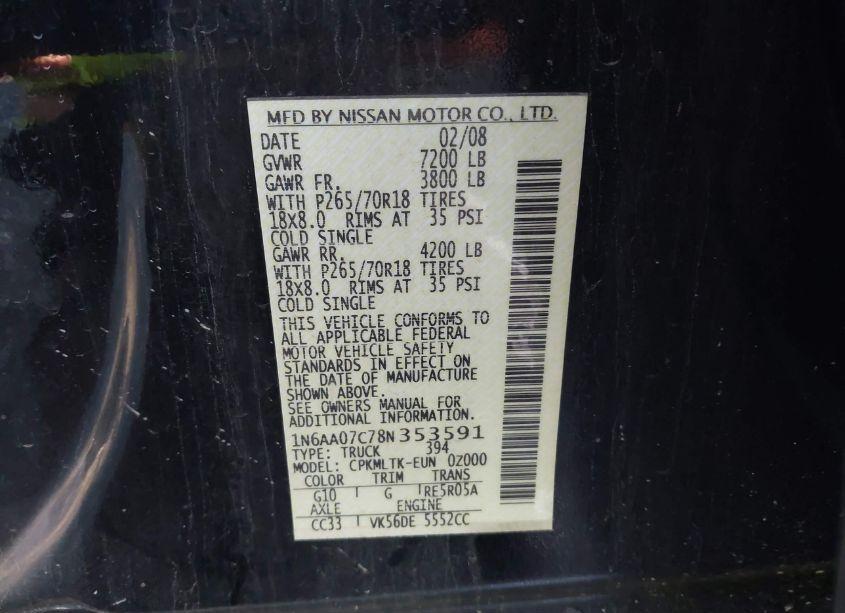 MFD BY NISSAN MOTOR CO., LTD.
DATE 02/08
GVWR 7200 LB
GAWR FR. 3800 LB
WITH P265/70R18 TIRES
18X8.0 RIMS AT 35 PSI
COLD SINGLE
GAWR RR. 4200 LB
WITH P265/70R18 TIRES
18X8.0 RIMS AT 35 PSI
COLD SINGLE
THIS VEHICLE CONFORMS TO
ALL APPLICABLE FEDERAL
MOTOR VEHICLE SAFETY
STANDARDS IN EFFECT ON
THE DATE OF MANUFACTURE
SHOWN ABOVE.
SEE OWNERS MANUAL FOR
ADDITIONAL INFORMATION.
1N6AA07C78N353591
TYPE: TRUCK 394
MODEL: CPKMLTK-EUN 0Z000
COLOR TRIM TRANS
G10 G RE5R05A
AXLE ENGINE
CC33 VK56DE 5552CC